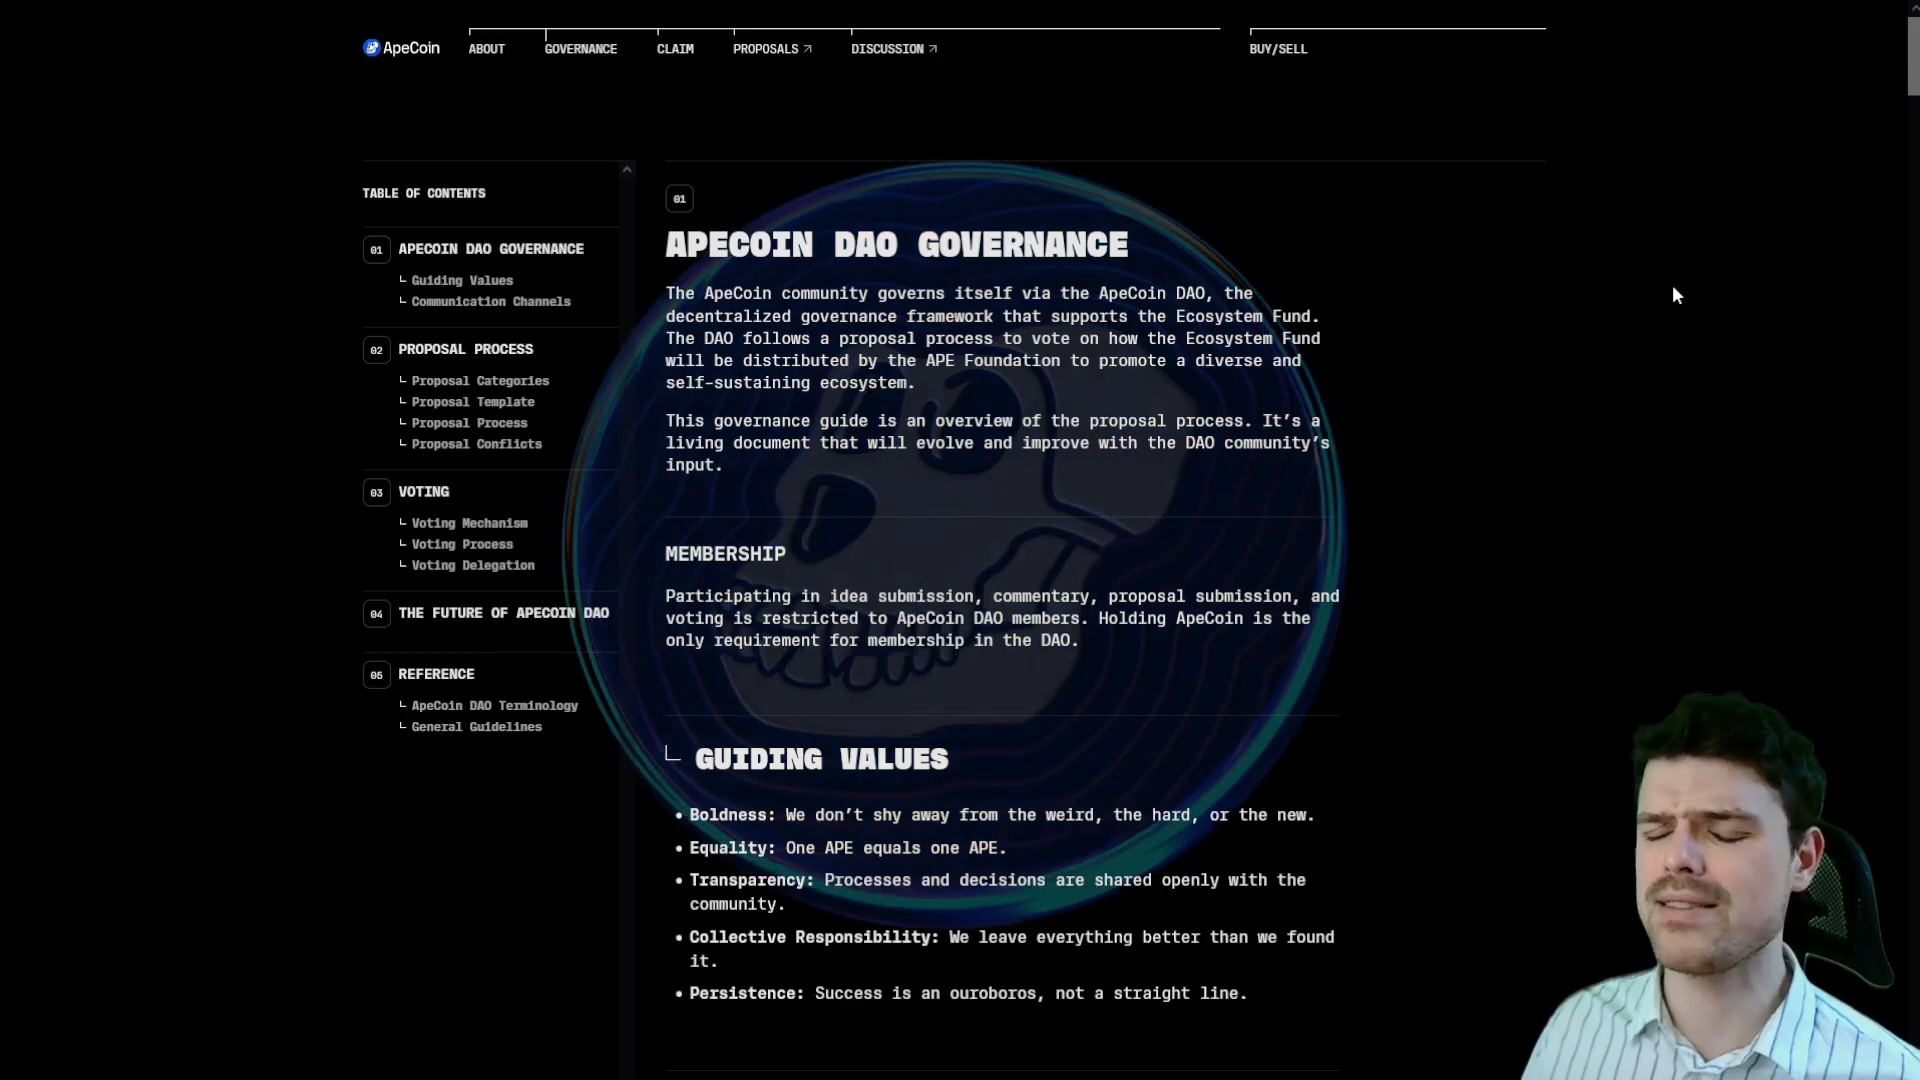 ApeCoin
ABOUT
GOVERNANCE
CLAIM
PROPOSALS
DISCUSSION
BUY/SELL
TABLE OF CONTENTS
01 APECOIN DAO GOVERNANCE
Guiding Values
Communication Channels
02 PROPOSAL PROCESS
Proposal Categories
Proposal Template
Proposal Process
Proposal Conflicts
03 VOTING
Voting Mechanism
Voting Process
Voting Delegation
04 THE FUTURE OF APECOIN DAO
05 REFERENCE
ApeCoin DAO Terminology
General Guidelines
01
APECOIN DAO GOVERNANCE
The ApeCoin community governs itself via the ApeCoin DAO, the
decentralized governance framework that supports the Ecosystem Fund.
The DAO follows a proposal process to vote on how the Ecosystem Fund
will be distributed by the APE Foundation to promote a diverse and
self-sustaining ecosystem.
This governance guide is an overview of the proposal process. It's a
living document that will evolve and improve with the DAO community's
input.
MEMBERSHIP
Participating in idea submission, commentary, proposal submission, and
voting is restricted to ApeCoin DAO members. Holding ApeCoin is the
only requirement for membership in the DAO.
GUIDING VALUES
• Boldness: We don't shy away from the weird, the hard, or the new.
• Equality: One APE equals one APE.
• Transparency: Processes and decisions are shared openly with the
community.
• Collective Responsibility: We leave everything better than we found
it.
• Persistence: Success is an ouroboros, not a straight line.